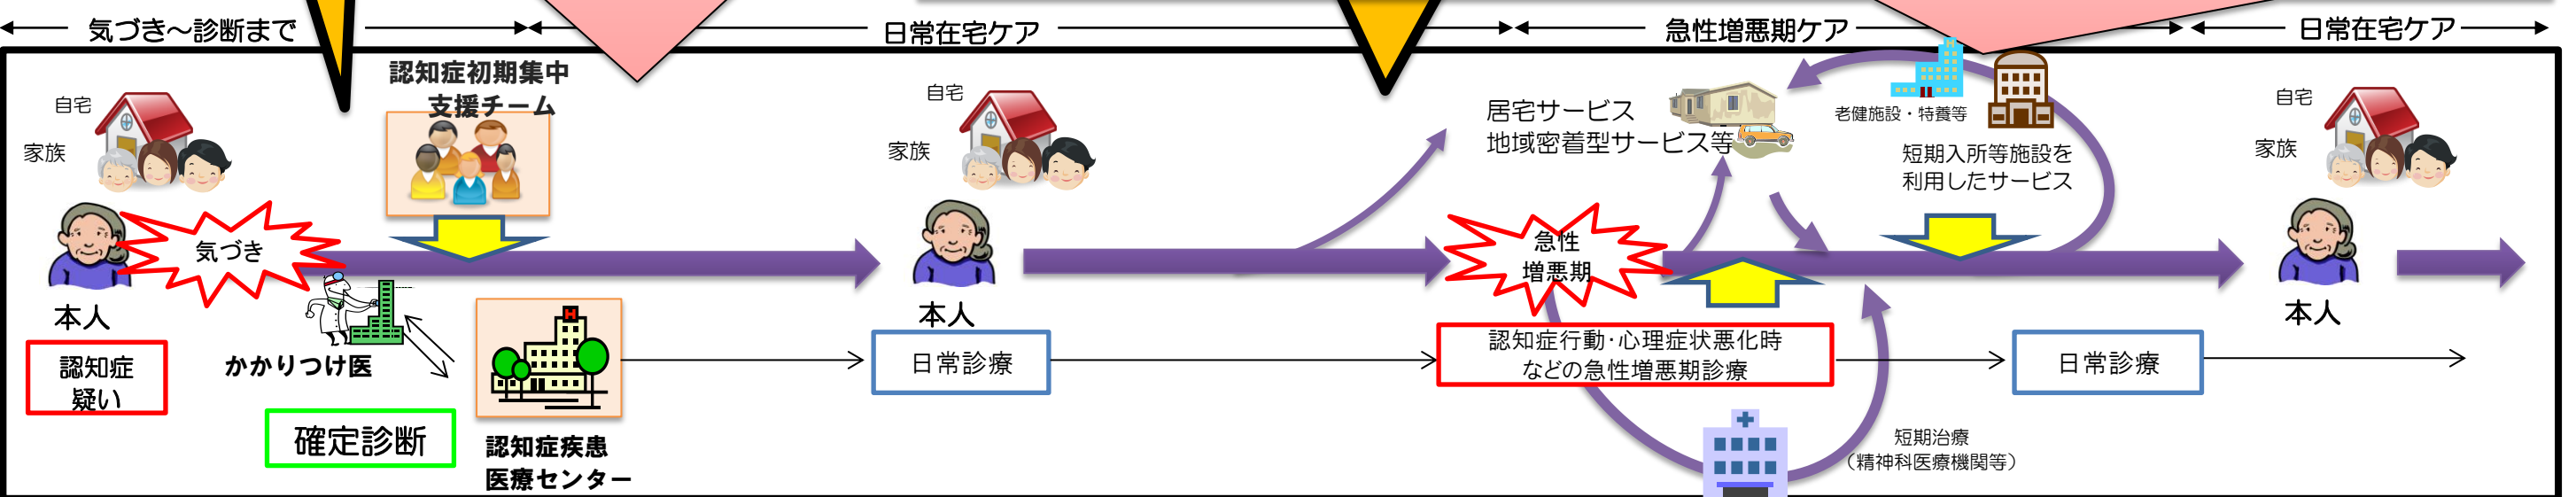 気づき～診断まで
日常在宅ケア
急性増悪期ケア
日常在宅ケア
認知症初期集中
支援チーム
自宅
家族
気づき
本人
認知症
疑い
かかりつけ医
確定診断
認知症疾患
医療センター
自宅
家族
本人
日常診療
居宅サービス
地域密着型サービス等
老健施設・特養等
短期入所等施設を
利用したサービス
急性
増悪期
認知症行動・心理症状悪化時
などの急性増悪期診療
H
短期治療
（精神科医療機関等）
自宅
家族
本人
日常診療